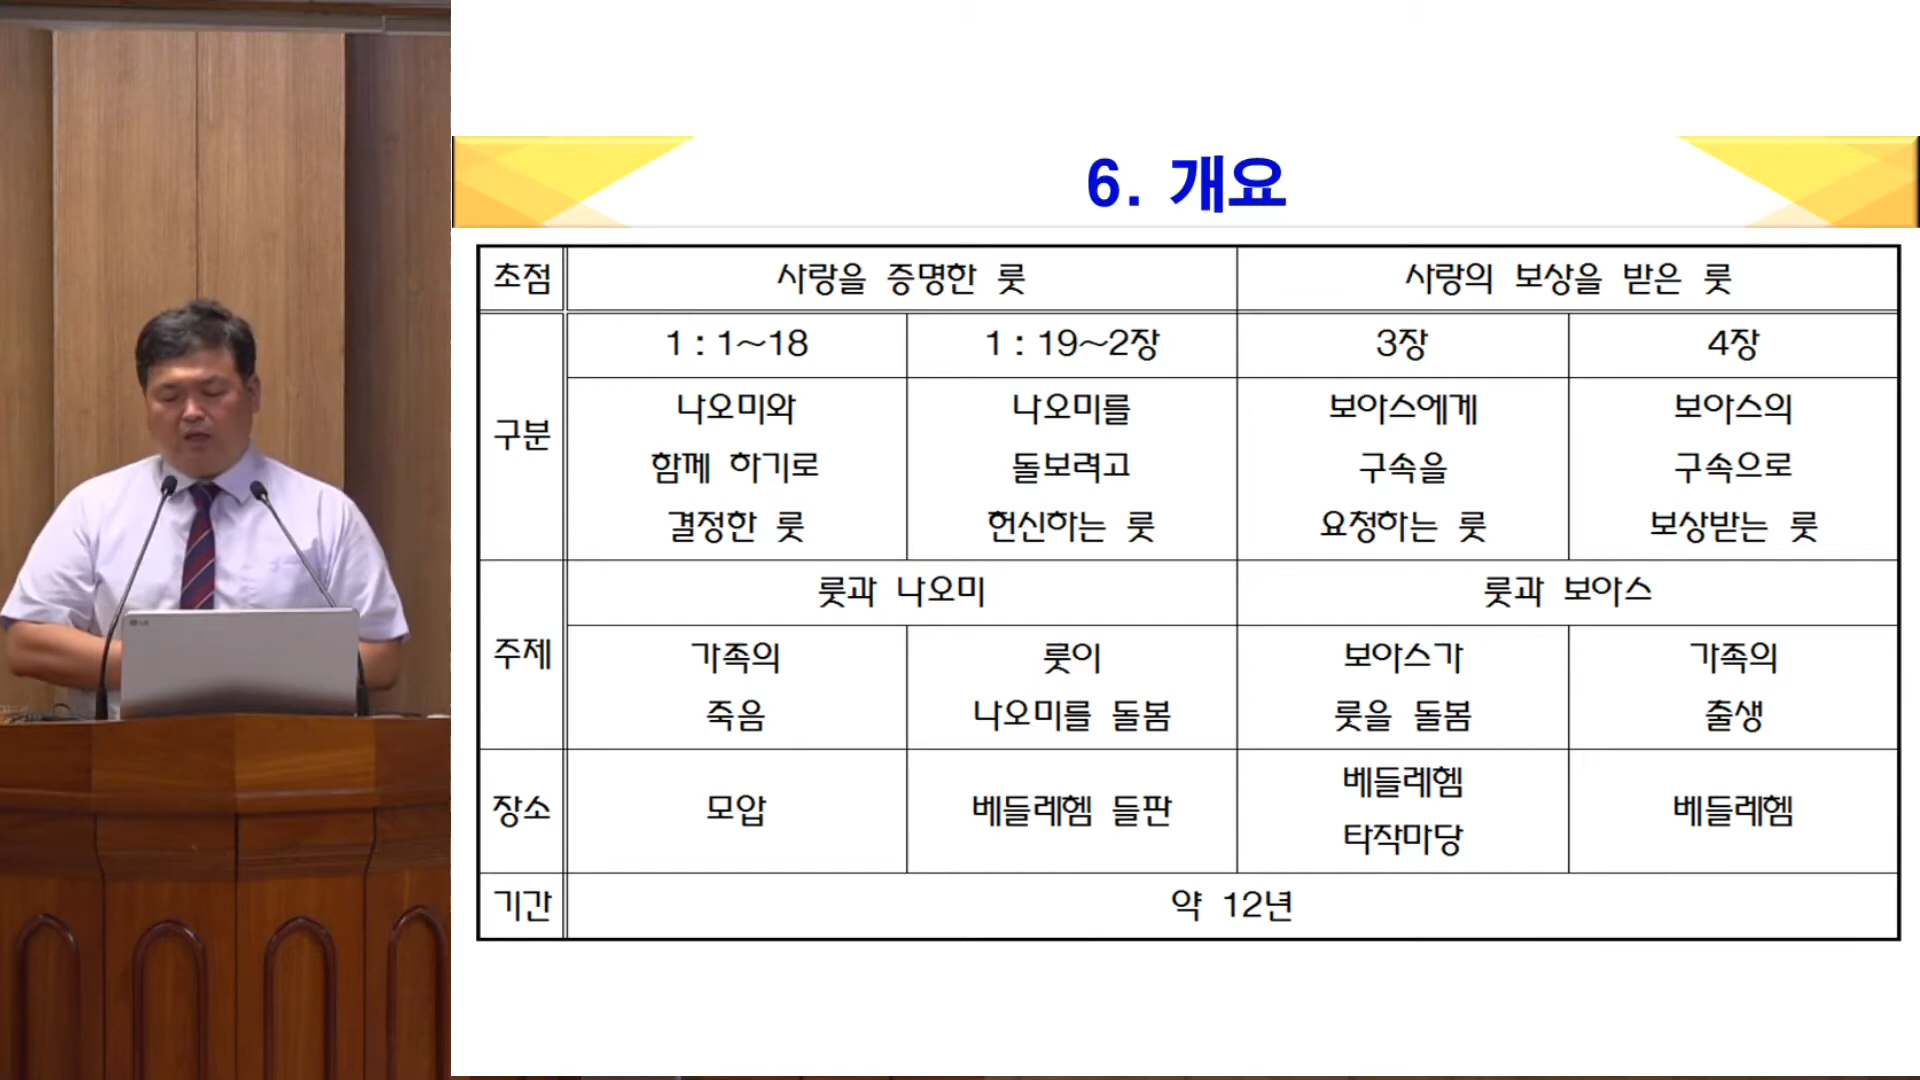 6. 개요
초점 사랑을 증명한 룻 사랑의 보상을 받은 룻
구분 1 : 1~18 1 : 19~2장 3장 4장
나오미와 나오미를 보아스에게 보아스의
함께 하기로 돌보려고 구속을 구속으로
결정한 룻 헌신하는 룻 요청하는 룻 보상받는 룻
주제 룻과 나오미 룻과 보아스
가족의 룻이 보아스가 가족의
죽음 나오미를 돌봄 룻을 돌봄 출생
장소 모압 베들레헴 들판 베들레헴 베들레헴
타작마당
기간 약 12년
LG